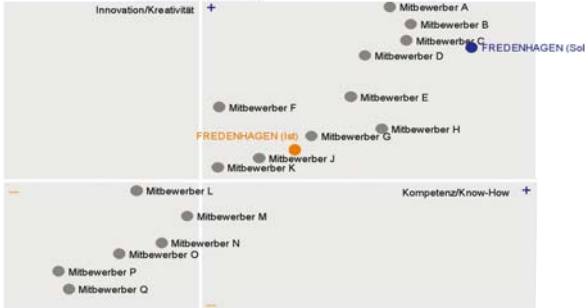 Innovation/Kreativität +
Mitbewerber A
Mitbewerber B
Mitbewerber C
FREDENHAGEN (Sol
Mitbewerber D
Mitbewerber E
Mitbewerber F
Mitbewerber H
FREDENHAGEN (Ist)
Mitbewerber G
Mitbewerber J
Mitbewerber K
– Mitbewerber L
Kompetenz/Know-How +
Mitbewerber M
Mitbewerber N
Mitbewerber O
Mitbewerber P
Mitbewerber Q
–